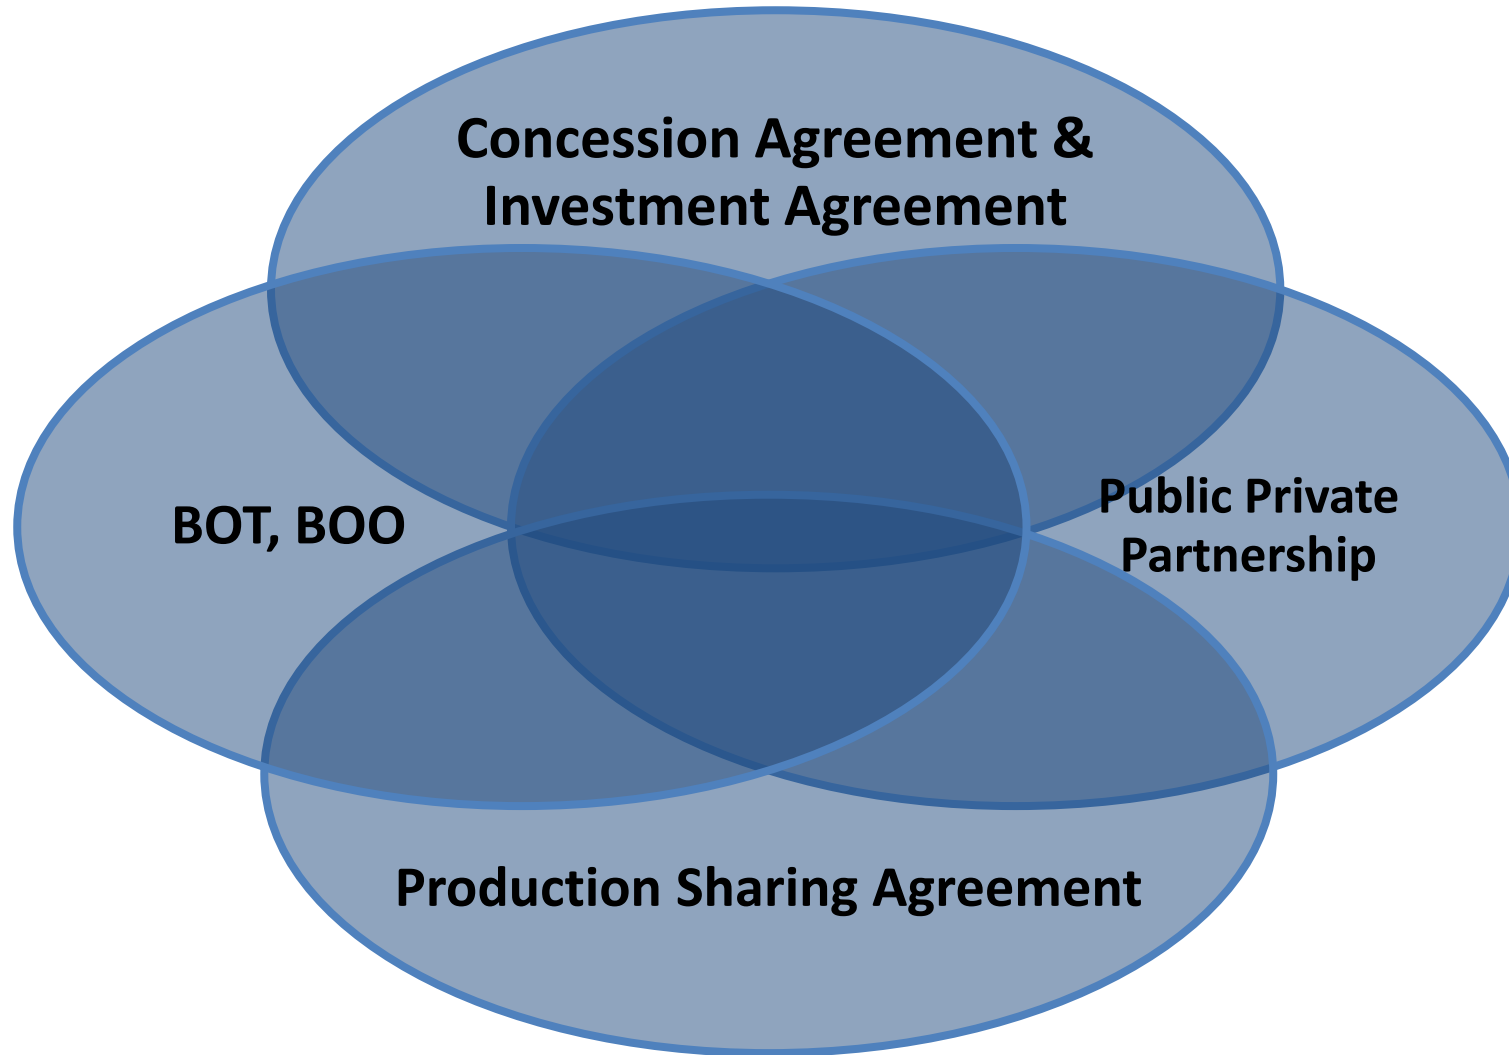 Concession Agreement &
Investment Agreement
BOT, BOO
Public Private
Partnership
Production Sharing Agreement